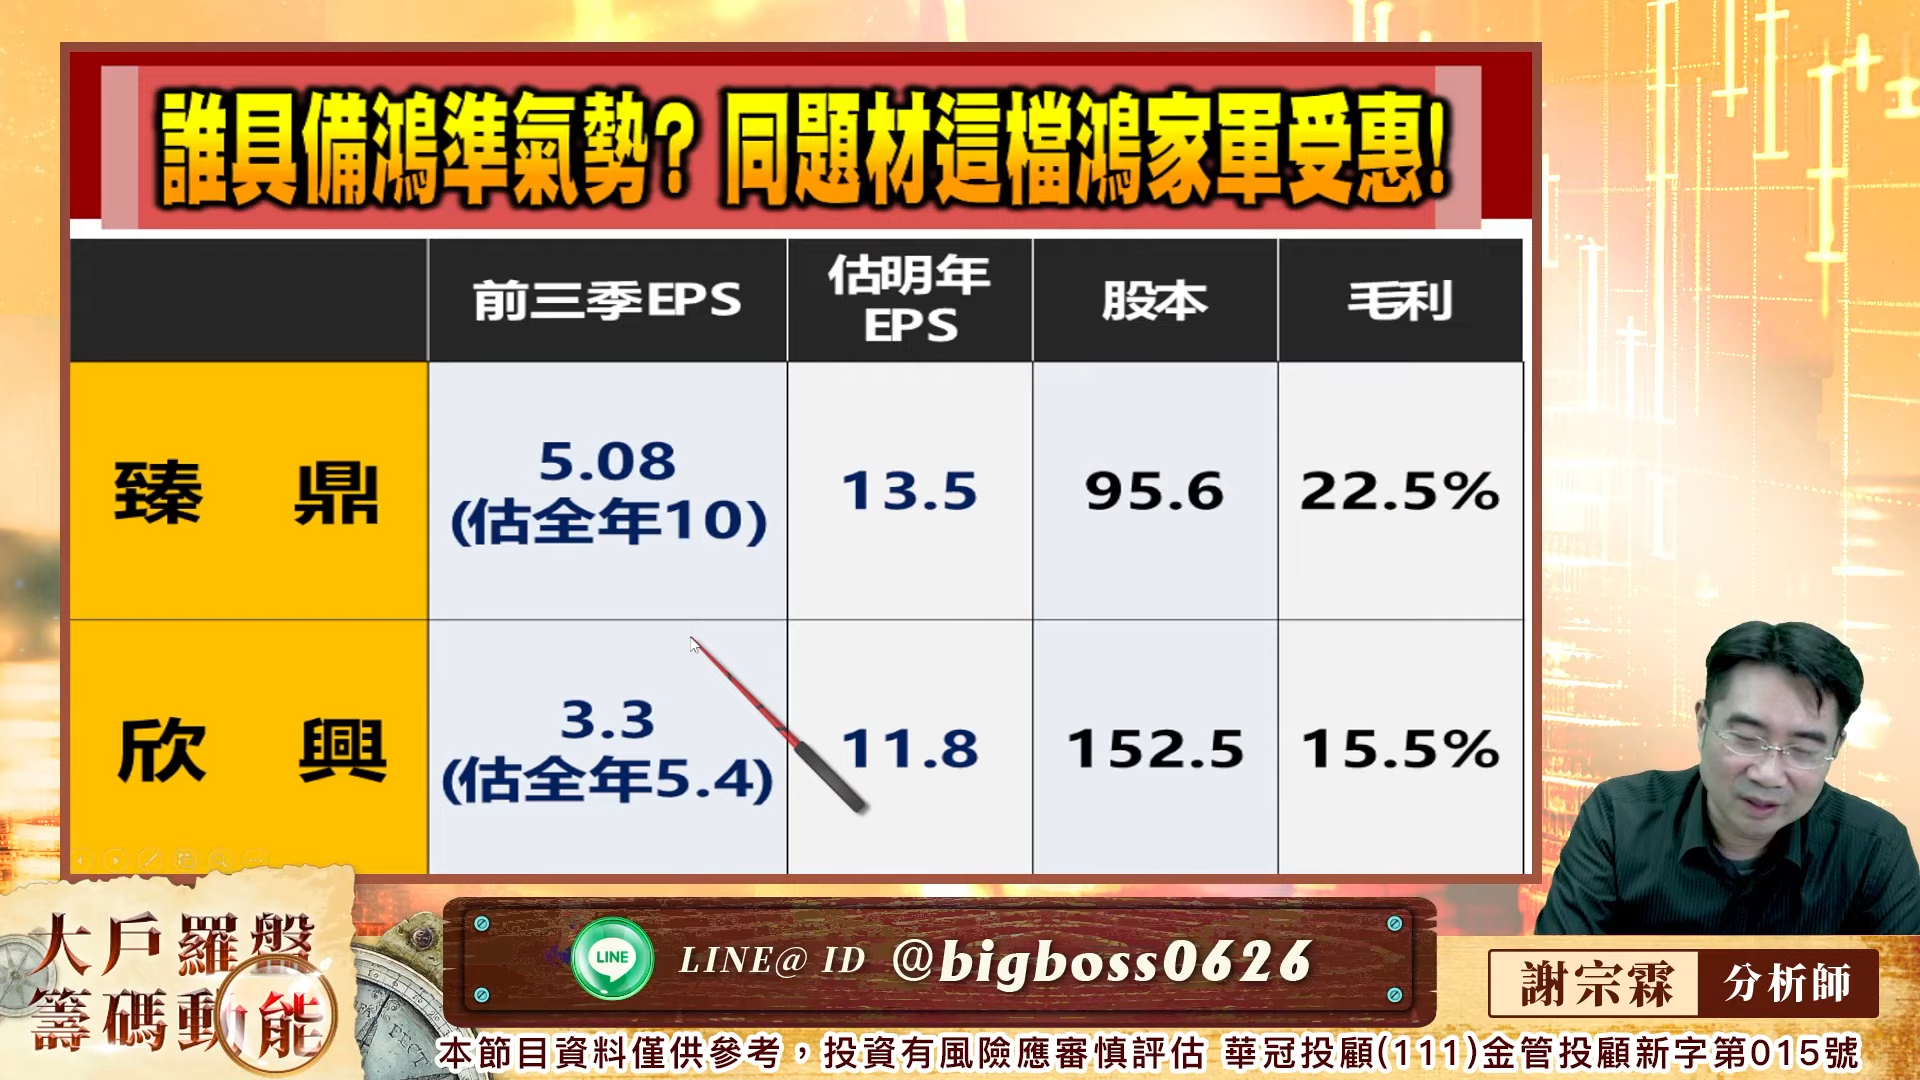 誰具備鴻準氣勢? 同題材這檔鴻家軍受惠!
前三季EPS
估明年
EPS
股本
毛利
臻鼎
5.08
(估全年10)
13.5
95.6
22.5%
欣興
3.3
(估全年5.4)
11.8
152.5
15.5%
大戶羅盤
籌碼動能
LINE
LINE@ ID @bigboss0626
謝宗霖 分析師
本節目資料僅供參考，投資有風險應審慎評估 華冠投顧(111)金管投顧新字第015號